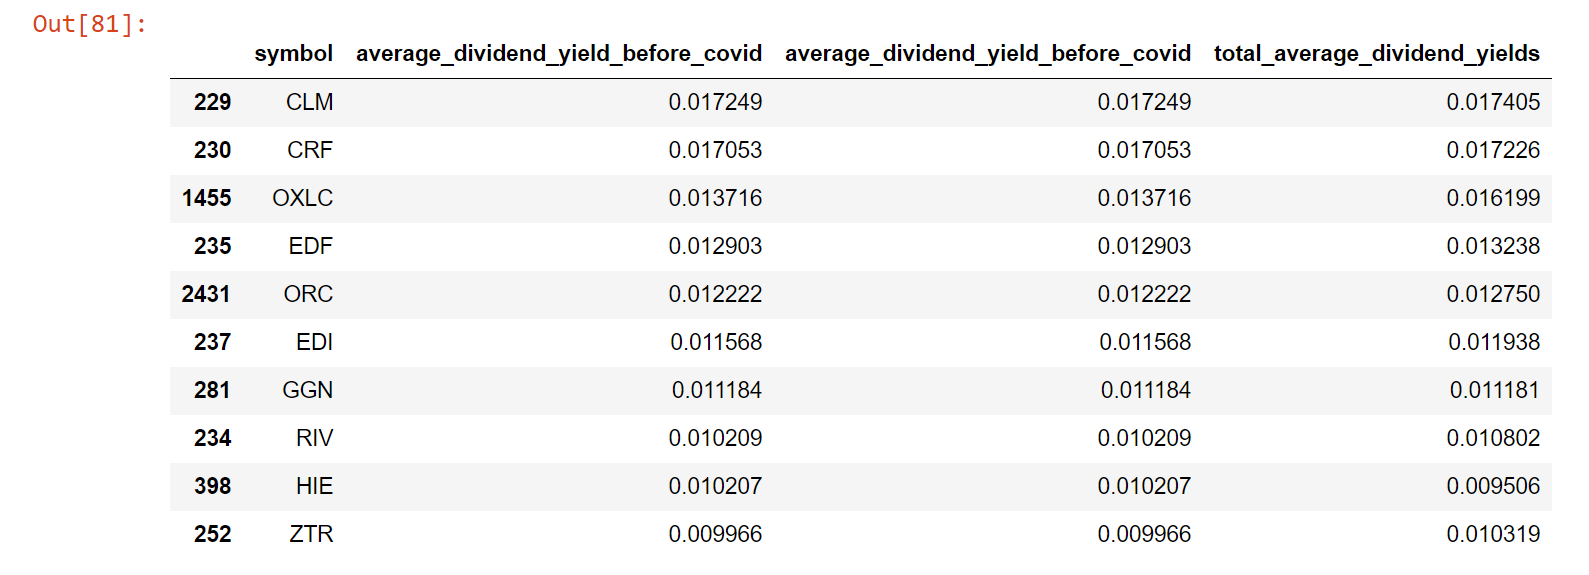 Out[81]:
symbol average_dividend_yield_before_covid average_dividend_yield_before_covid total_average_dividend_yields
229 CLM 0.017249 0.017249 0.017405
230 CRF 0.017053 0.017053 0.017226
1455 OXLC 0.013716 0.013716 0.016199
235 EDF 0.012903 0.012903 0.013238
2431 ORC 0.012222 0.012222 0.012750
237 EDI 0.011568 0.011568 0.011938
281 GGN 0.011184 0.011184 0.011181
234 RIV 0.010209 0.010209 0.010802
398 HIE 0.010207 0.010207 0.009506
252 ZTR 0.009966 0.009966 0.010319